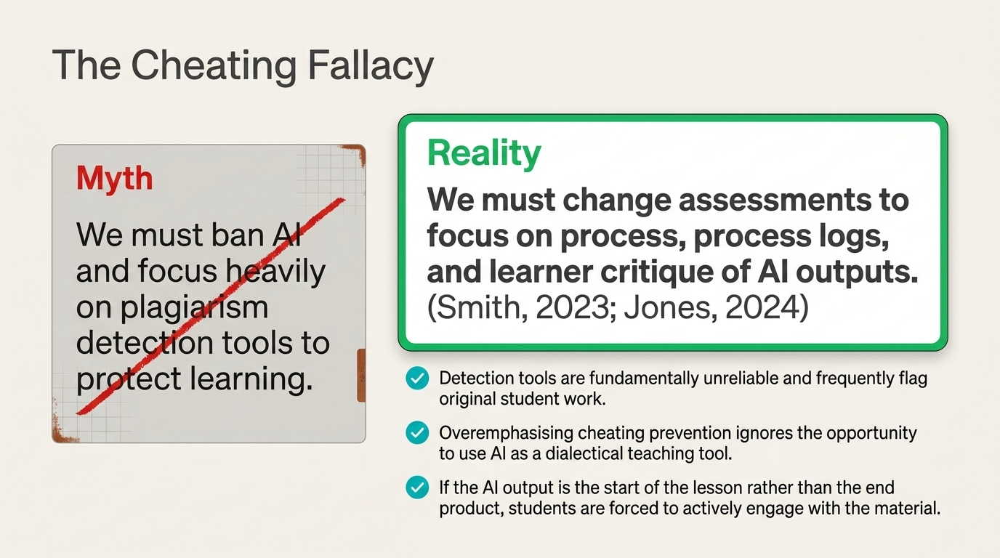 The Cheating Fallacy
Myth
We must ban AI
and focus heavily
on plagiarism
detection tools to
protect learning.
Reality
We must change assessments to
focus on process, process logs,
and learner critique of AI outputs.
(Smith, 2023; Jones, 2024)
Detection tools are fundamentally unreliable and frequently flag
original student work.
Overemphasising cheating prevention ignores the opportunity
to use AI as a dialectical teaching tool.
If the AI output is the start of the lesson rather than the end
product, students are forced to actively engage with the material.